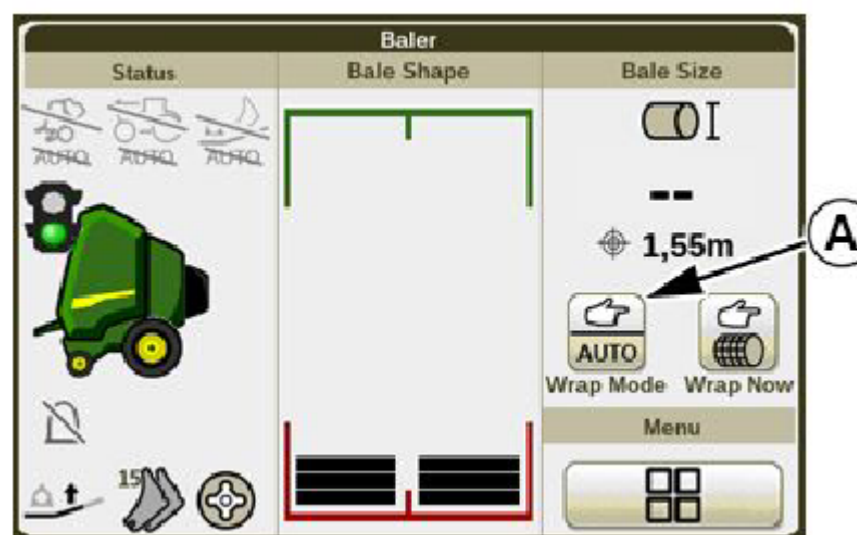 Baler
Status
Bale Shape
Bale Size
AUTO
AUTO
AUTO
--
1,55m
A
AUTO
Wrap Mode
Wrap Now
Menu
15